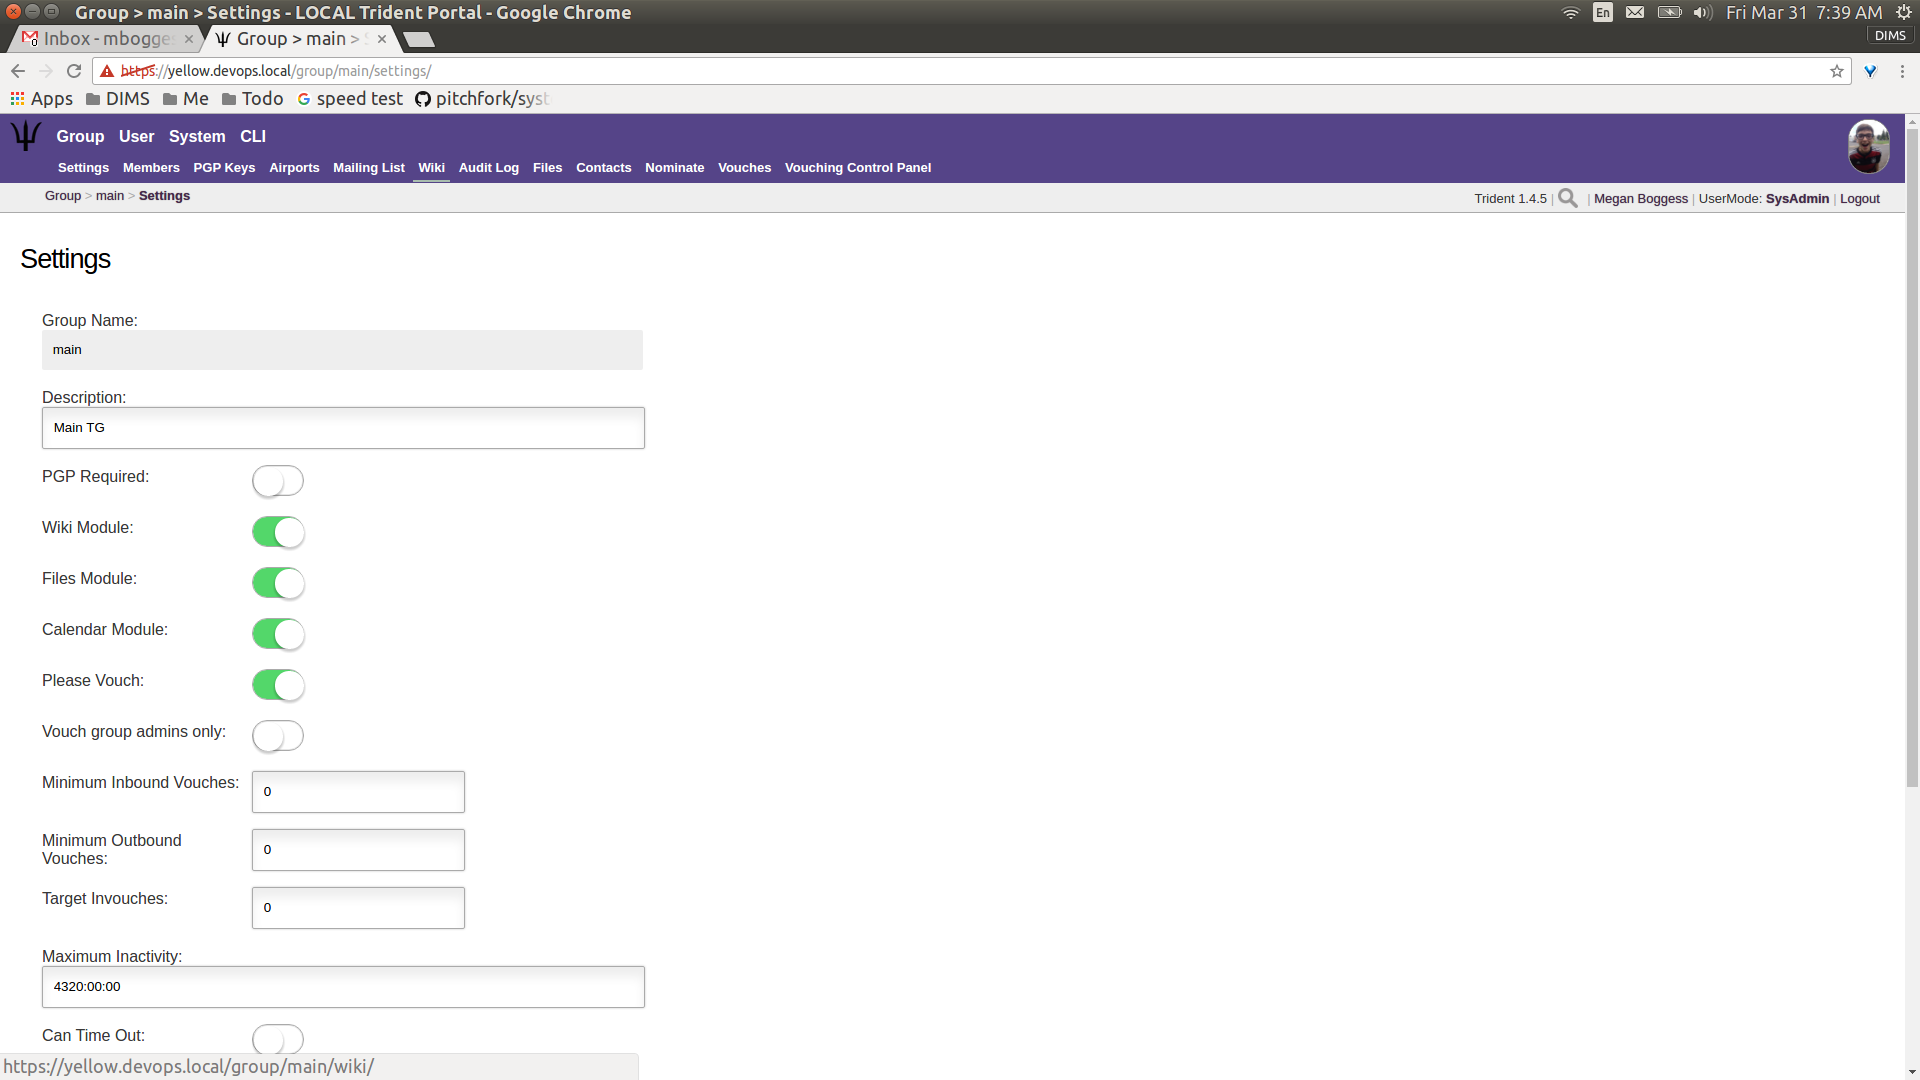 Group > main > Settings - LOCAL Trident Portal - Google Chrome
En
Fri Mar 31 7:39 AM
Inbox - mbogges
Group > main >
DIMS
https://yellow.devops.local/group/main/settings/
Apps DIMS Me Todo speed test pitchfork/syst
Group User System CLI
Settings Members PGP Keys Airports Mailing List Wiki Audit Log Files Contacts Nominate Vouches Vouching Control Panel
Group > main > Settings
Trident 1.4.5 | | Megan Boggess | UserMode: SysAdmin | Logout
Settings
Group Name:
main
Description:
Main TG
PGP Required:
Wiki Module:
Files Module:
Calendar Module:
Please Vouch:
Vouch group admins only:
Minimum Inbound Vouches:
0
Minimum Outbound
Vouches:
0
Target Invouches:
0
Maximum Inactivity:
4320:00:00
Can Time Out:
https://yellow.devops.local/group/main/wiki/